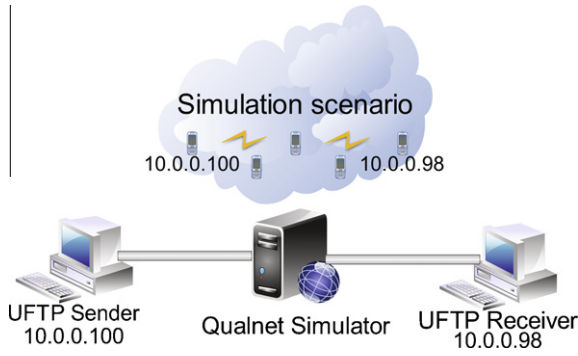 Simulation scenario
10.0.0.100
10.0.0.98
UFTP Sender
10.0.0.100
Qualnet Simulator
UFTP Receiver
10.0.0.98